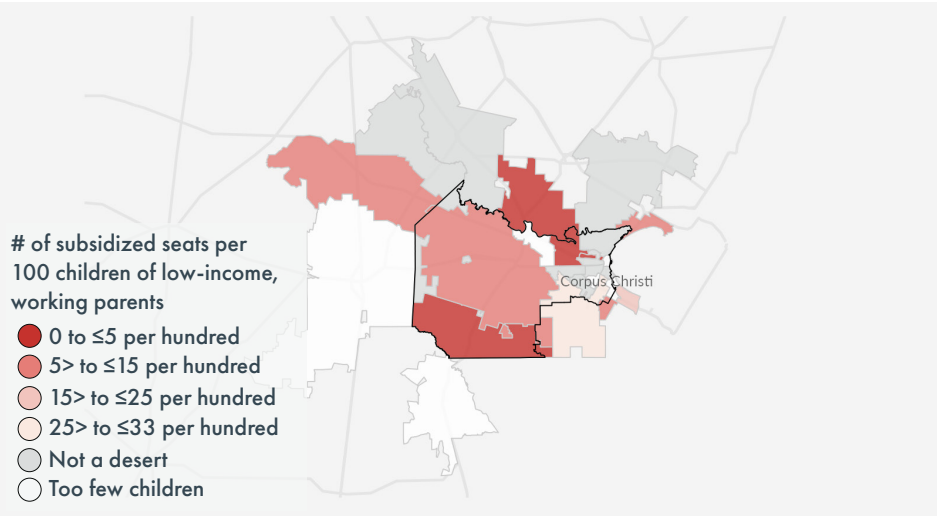 # of subsidized seats per
100 children of low-income,
working parents
0 to ≤5 per hundred
5> to ≤15 per hundred
15> to ≤25 per hundred
25> to ≤33 per hundred
Not a desert
Too few children
Corpus Christi